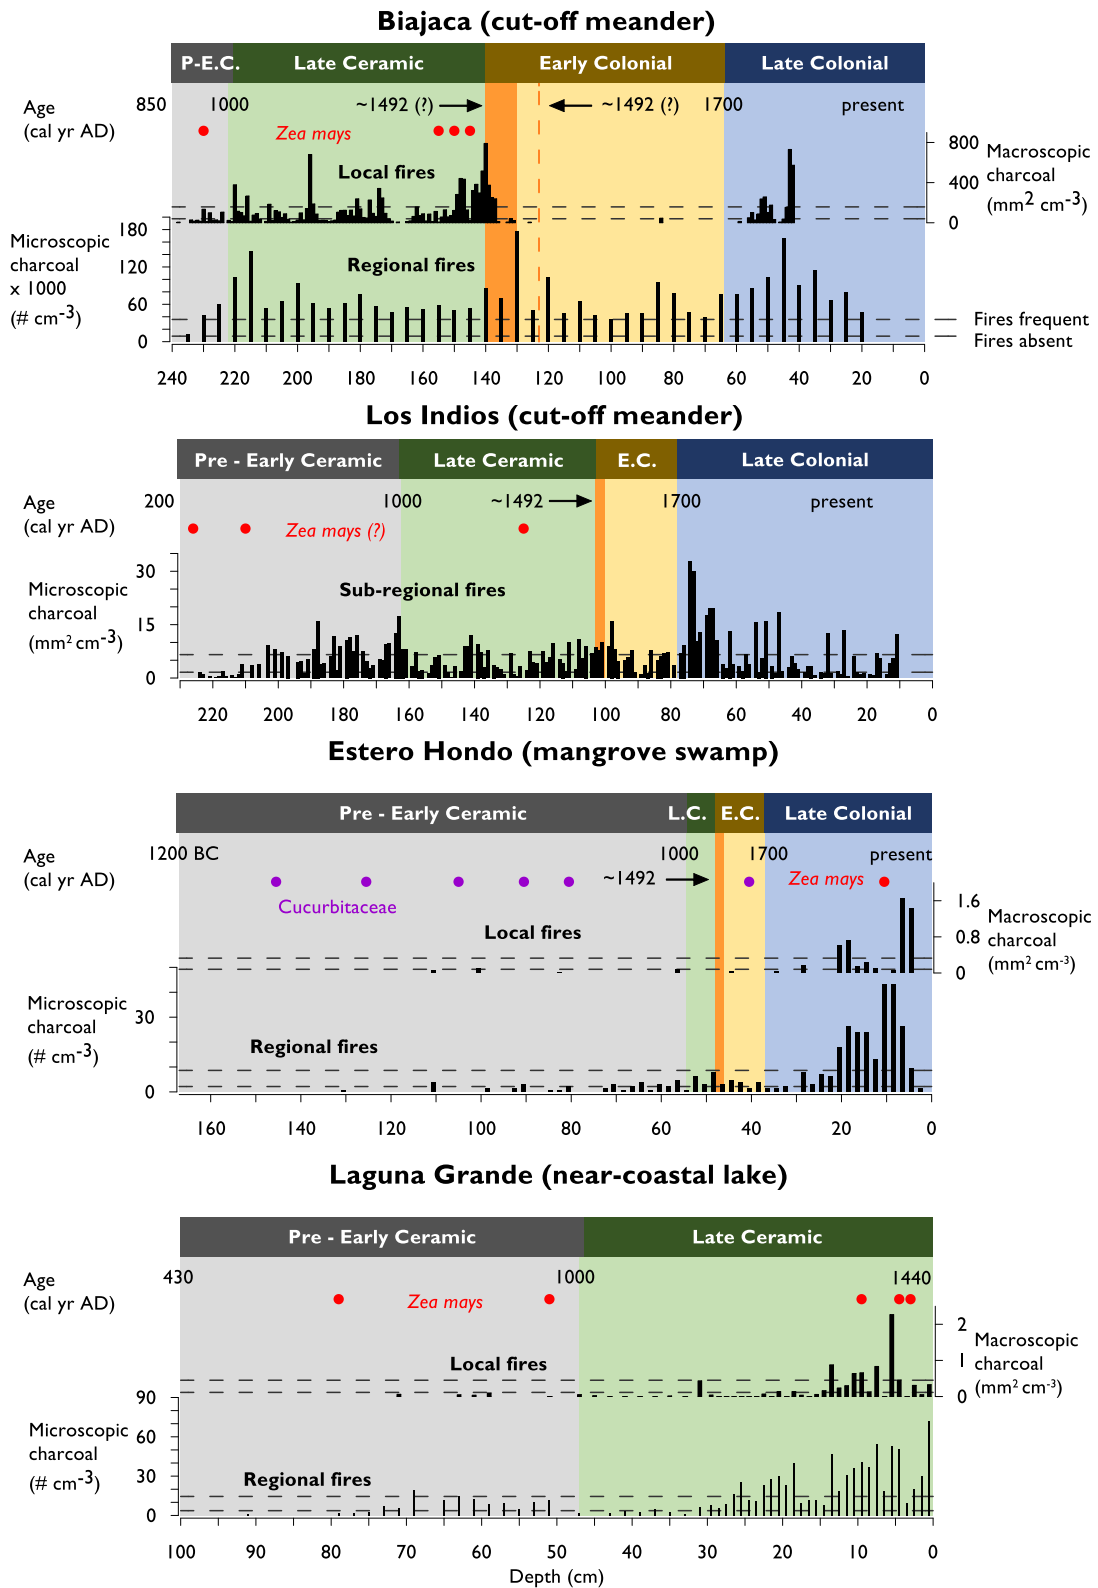 Biajaca (cut-off meander)
P-E.C. Late Ceramic Early Colonial Late Colonial
Age
(cal yr AD)
850 1000 ~1492 (?) ~1492 (?) 1700 present
Zea mays
Local fires
800
400
0
Macroscopic
charcoal
(mm2 cm-3)
Microscopic
charcoal
x 1000
(# cm-3)
180
120
60
0
Regional fires
Fires frequent
Fires absent
240 220 200 180 160 140 120 100 80 60 40 20 0
Los Indios (cut-off meander)
Pre - Early Ceramic Late Ceramic E.C. Late Colonial
Age
(cal yr AD)
200 1000 ~1492 1700 present
Zea mays (?)
Microscopic
charcoal
(mm2 cm-3)
30
15
0
Sub-regional fires
220 200 180 160 140 120 100 80 60 40 20 0
Estero Hondo (mangrove swamp)
Pre - Early Ceramic L.C. E.C. Late Colonial
Age
(cal yr AD)
1200 BC 1000 1700 present
~1492 Zea mays
Cucurbitaceae
Local fires
1.6
0.8
0
Macroscopic
charcoal
(mm2 cm-3)
Microscopic
charcoal
(# cm-3)
30
0
Regional fires
160 140 120 100 80 60 40 20 0
Laguna Grande (near-coastal lake)
Pre - Early Ceramic Late Ceramic
Age
(cal yr AD)
430 1000 1440
Zea mays
Local fires
2
1
0
Macroscopic
charcoal
(mm2 cm-3)
Microscopic
charcoal
(# cm-3)
90
60
30
0
Regional fires
100 90 80 70 60 50 40 30 20 10 0
Depth (cm)